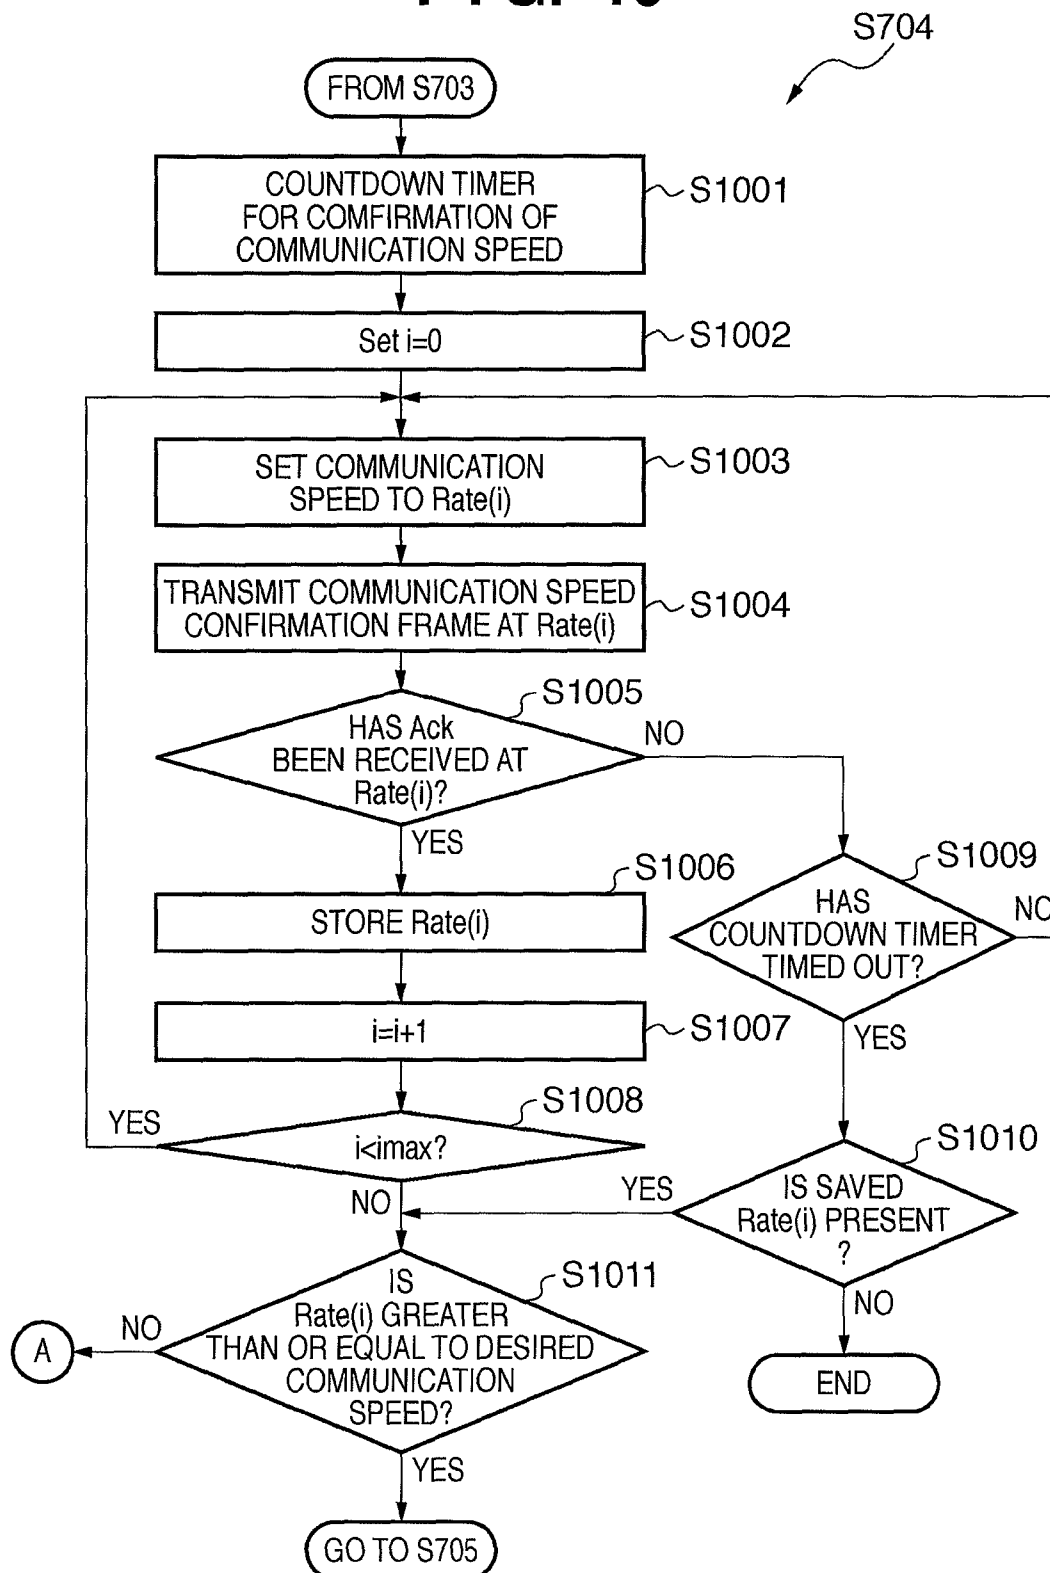 S704
FROM S703
COUNTDOWN TIMER
FOR COMFIRMATION OF
COMMUNICATION SPEED
S1001
Set i=0
S1002
SET COMMUNICATION
SPEED TO Rate(i)
S1003
TRANSMIT COMMUNICATION SPEED
CONFIRMATION FRAME AT Rate(i)
S1004
S1005
HAS Ack
BEEN RECEIVED AT
Rate(i)?
NO
YES
S1006
STORE Rate(i)
S1009
HAS
COUNTDOWN TIMER
TIMED OUT?
NO
YES
i=i+1
S1007
S1008
i<imax?
YES
NO
S1010
IS SAVED
Rate(i) PRESENT
?
YES
NO
END
S1011
IS
Rate(i) GREATER
THAN OR EQUAL TO DESIRED
COMMUNICATION
SPEED?
NO
A
YES
GO TO S705